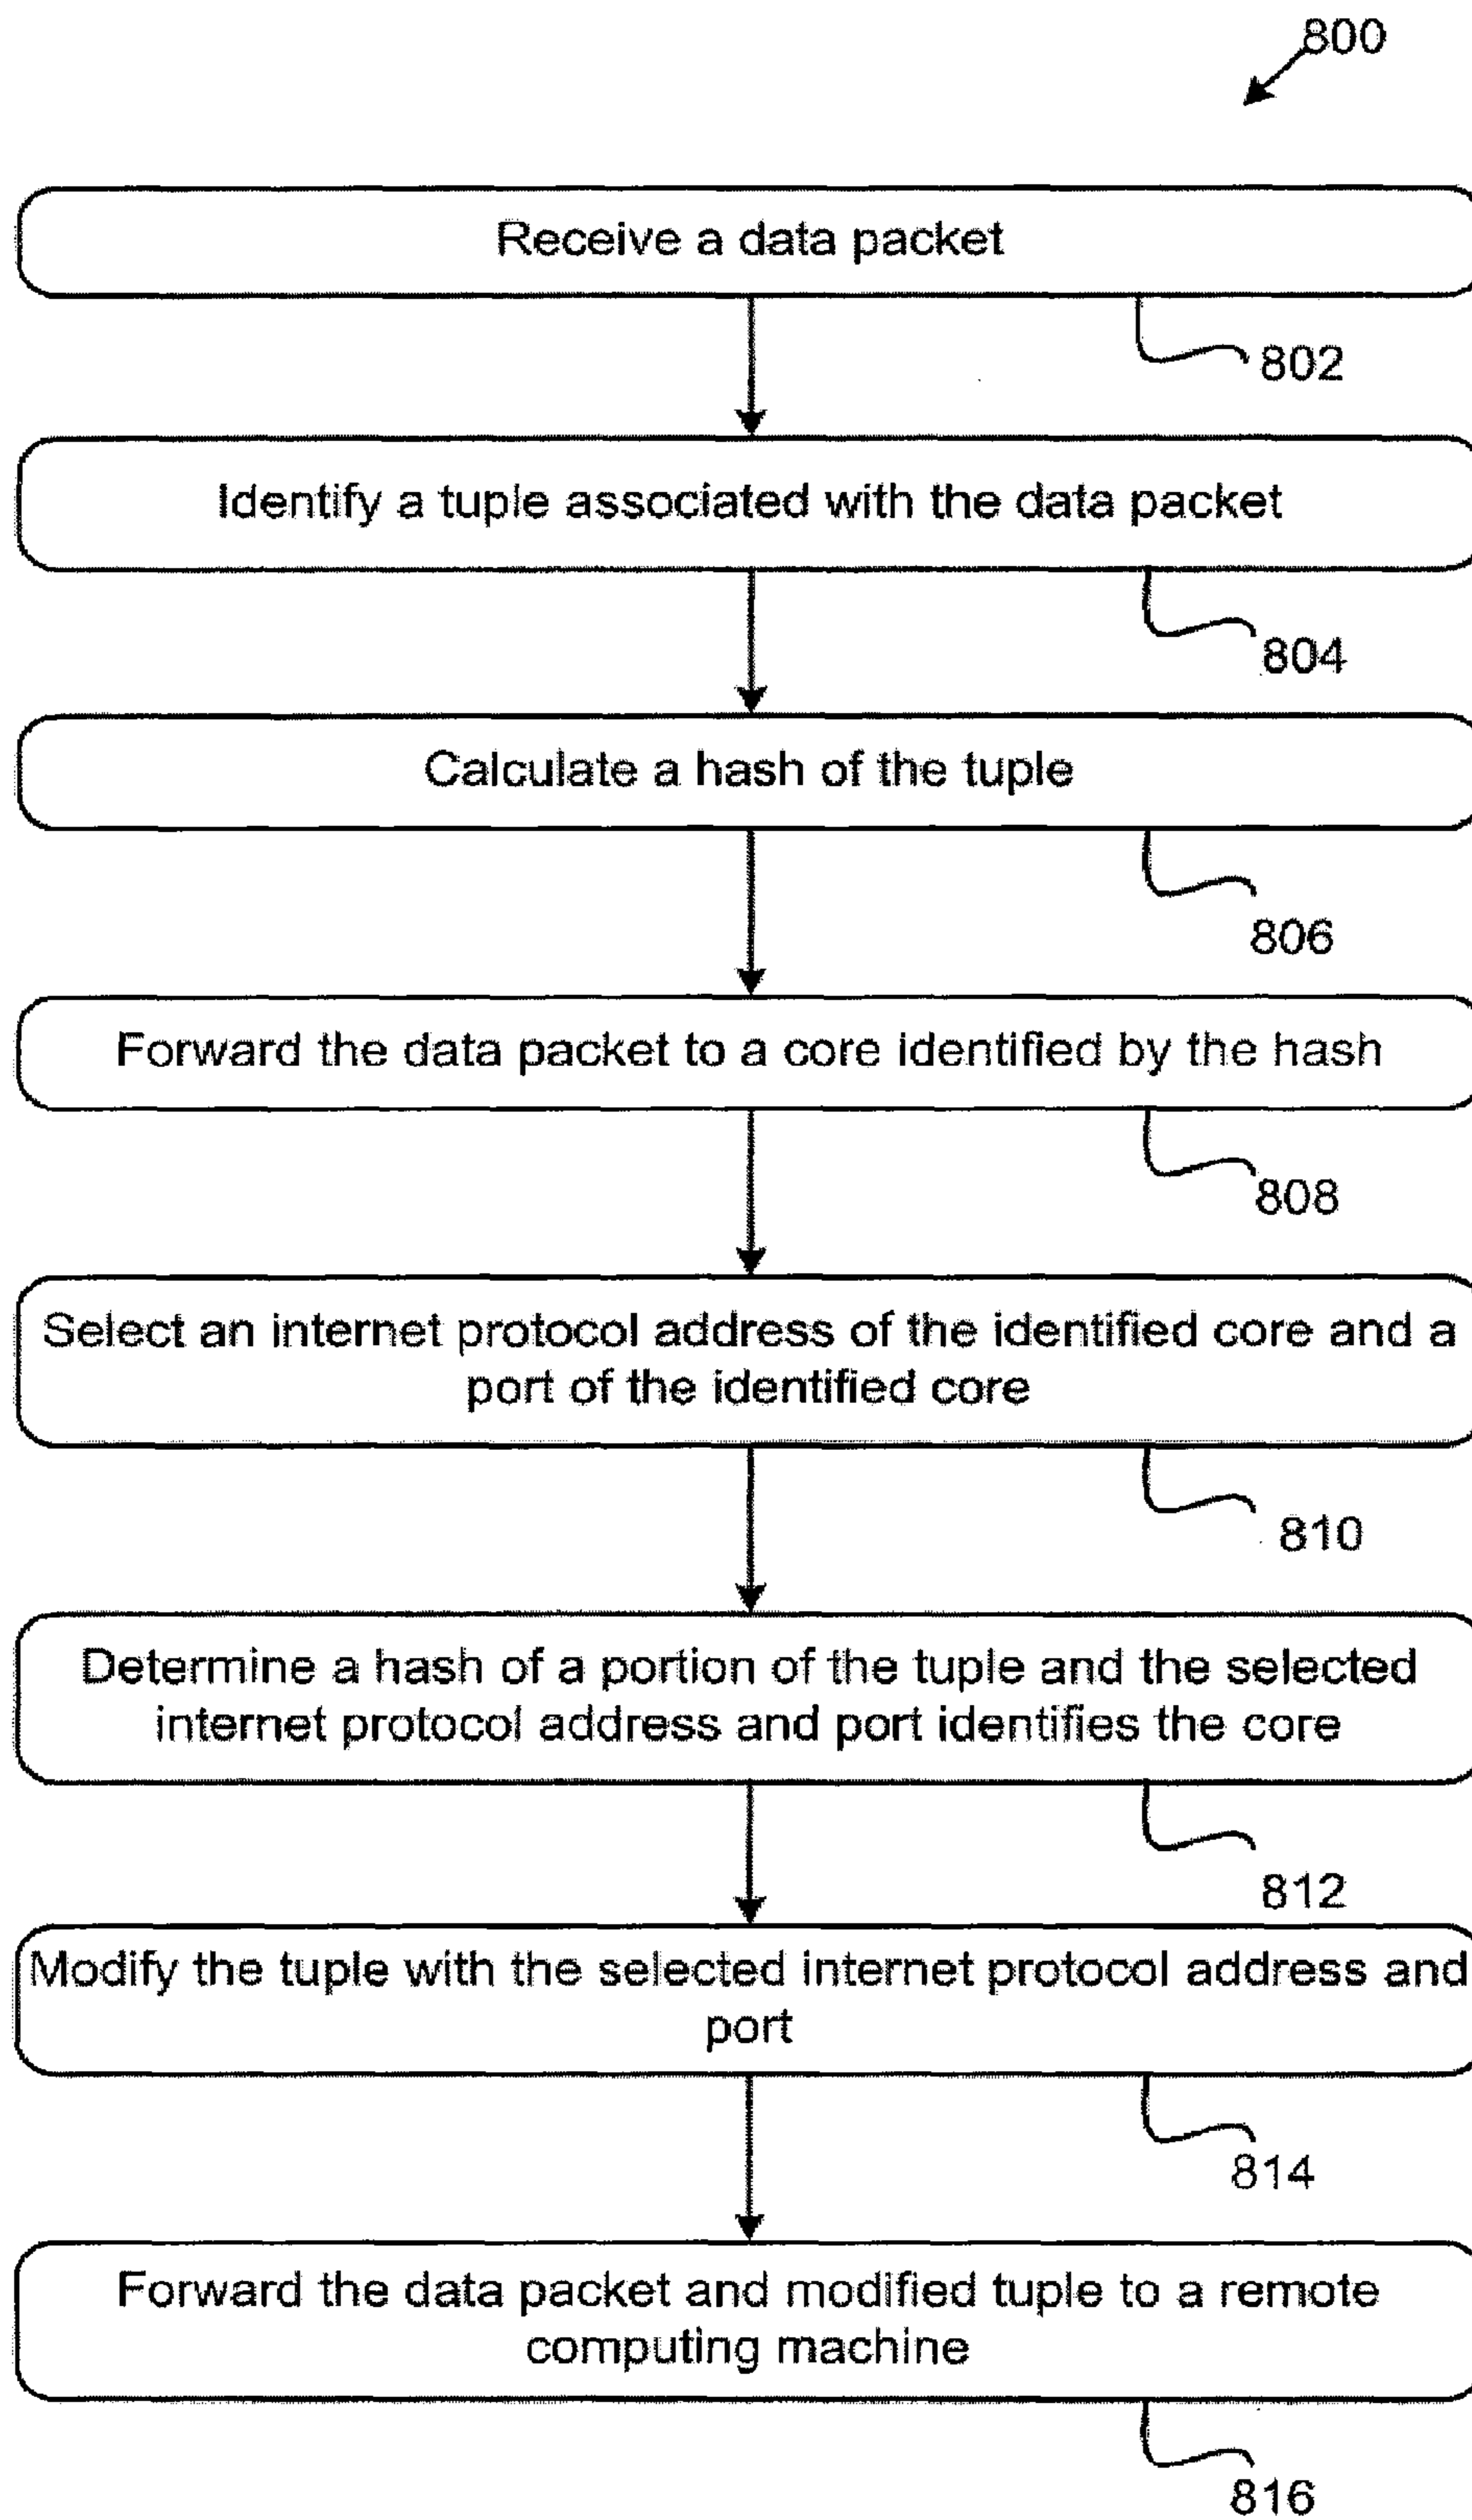 800
Receive a data packet
802
Identify a tuple associated with the data packet
804
Calculate a hash of the tuple
806
Forward the data packet to a core identified by the hash
808
Select an internet protocol address of the identified core and a
port of the identified core
810
Determine a hash of a portion of the tuple and the selected
internet protocol address and port identifies the core
812
Modify the tuple with the selected internet protocol address and
port
814
Forward the data packet and modified tuple to a remote
computing machine
816